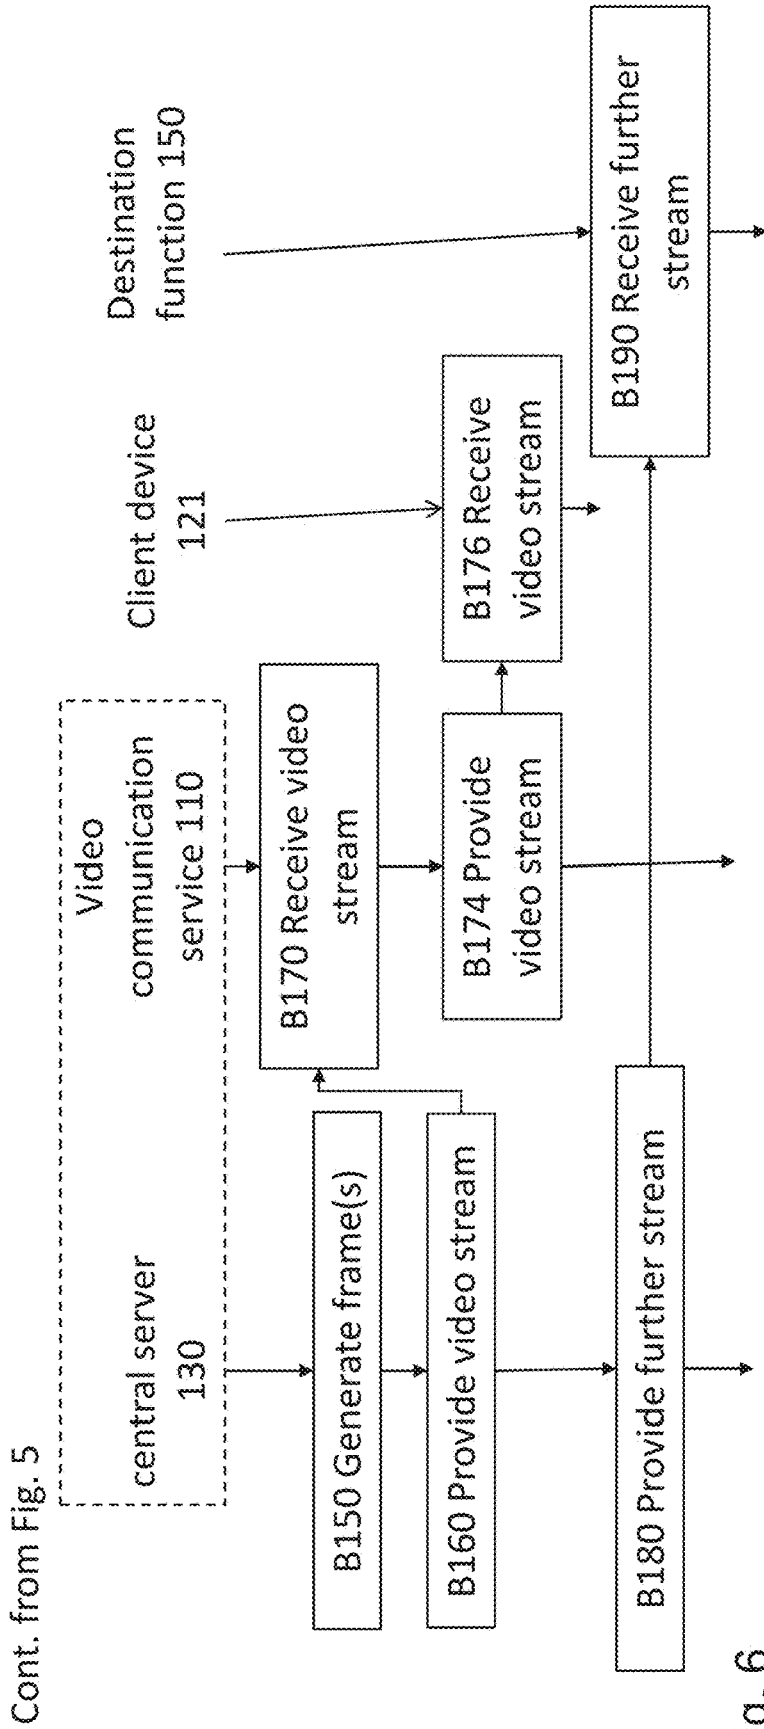 Cont. from Fig. 5
central server
130
Video
communication
service 110
Client device
121
Destination
function 150
B150 Generate frame(s)
B160 Provide video stream
B170 Receive video
stream
B174 Provide
video stream
B176 Receive
video stream
B180 Provide further stream
B190 Receive further
stream
g. 6